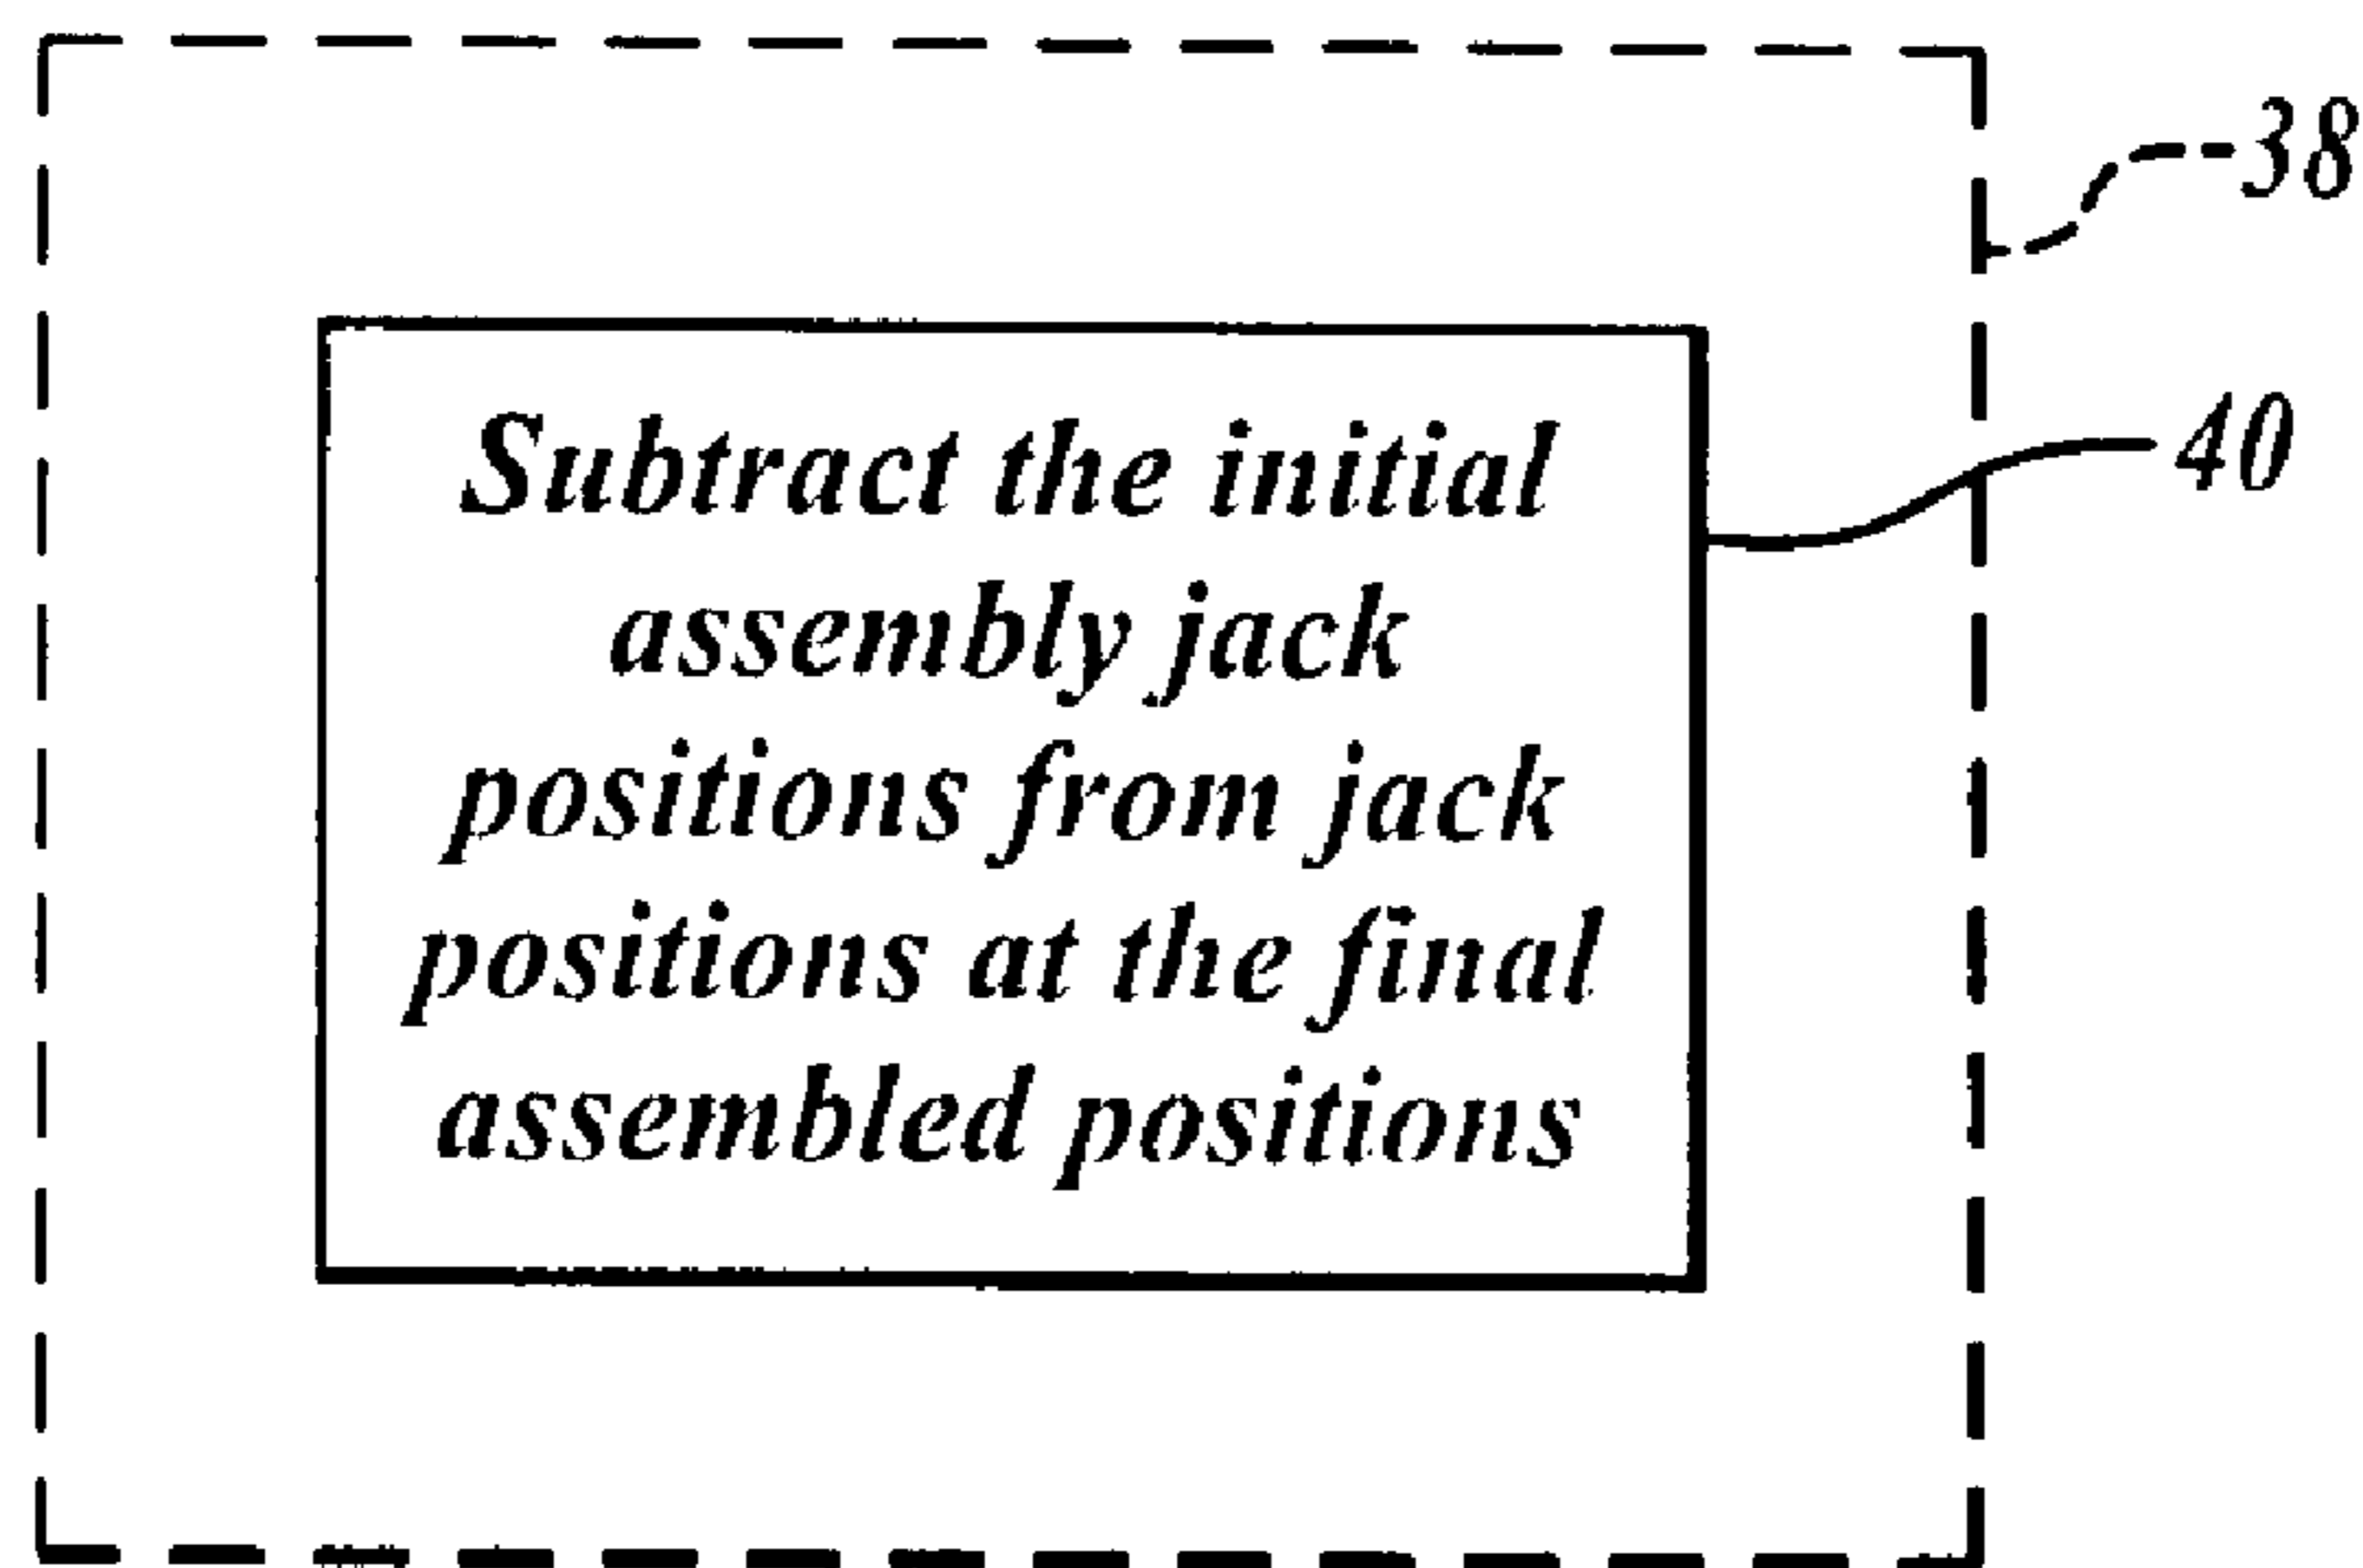 38
40
Subtract the initial
assembly jack
positions from jack
positions at the final
assembled positions